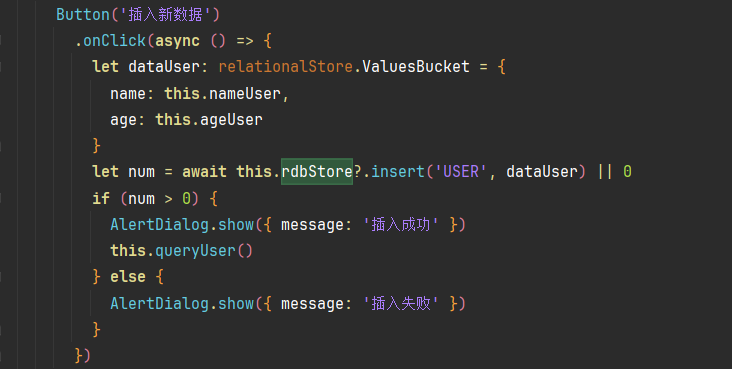 Button('插入新数据')
.onClick(async () => {
let dataUser: relationalStore.ValuesBucket = {
name: this.nameUser,
age: this.ageUser
}
let num = await this.rdbStore?.insert('USER', dataUser) || 0
if (num > 0) {
AlertDialog.show({ message: '插入成功' })
this.queryUser()
} else {
AlertDialog.show({ message: '插入失败' })
}
})